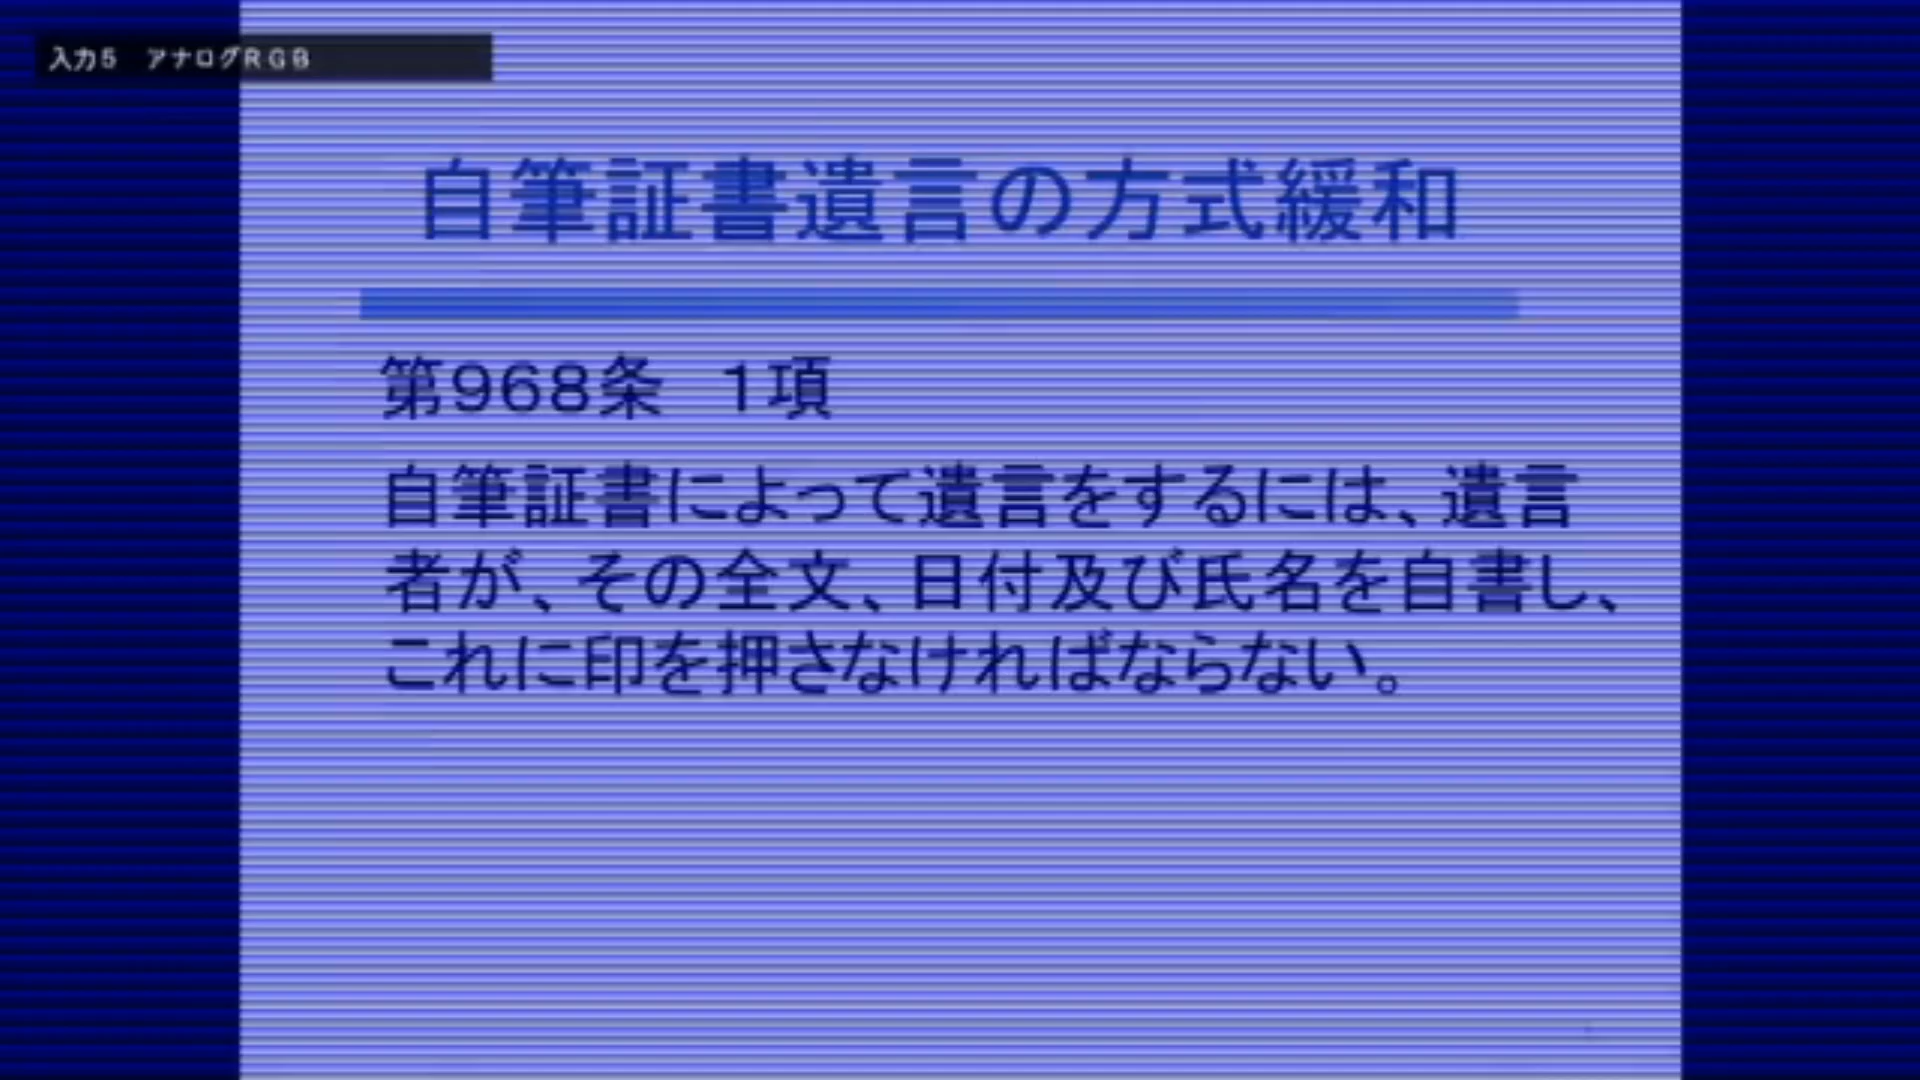 入力5　アナログRGB
自筆証書遺言の方式緩和
第968条　1項
自筆証書によって遺言をするには、遺言
者が、その全文、日付及び氏名を自書し、
これに印を押さなければならない。